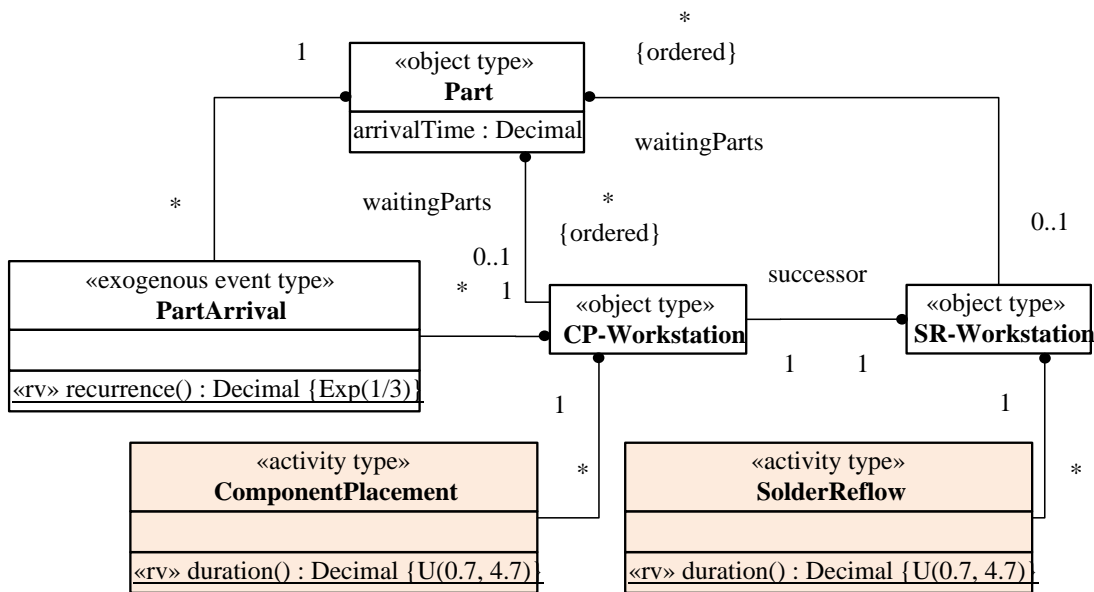 *
1
{ordered}
«object type»
Part
arrivalTime : Decimal
waitingParts
waitingParts
*
*
{ordered}
0..1
0..1
successor
«exogenous event type»
PartArrival
*
1
«object type»
CP-Workstation
«object type»
SR-Workstation
1
1
«rv» recurrence() : Decimal {Exp(1/3)}
1
1
«activity type»
ComponentPlacement
*
«activity type»
SolderReflow
*
«rv» duration() : Decimal {U(0.7, 4.7)}
«rv» duration() : Decimal {U(0.7, 4.7)}